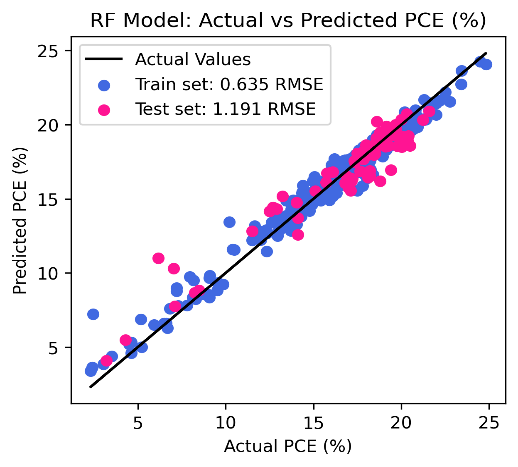 RF Model: Actual vs Predicted PCE (%)
Actual Values
Train set: 0.635 RMSE
Test set: 1.191 RMSE
Predicted PCE (%)
25
20
15
10
5
5 10 15 20 25
Actual PCE (%)